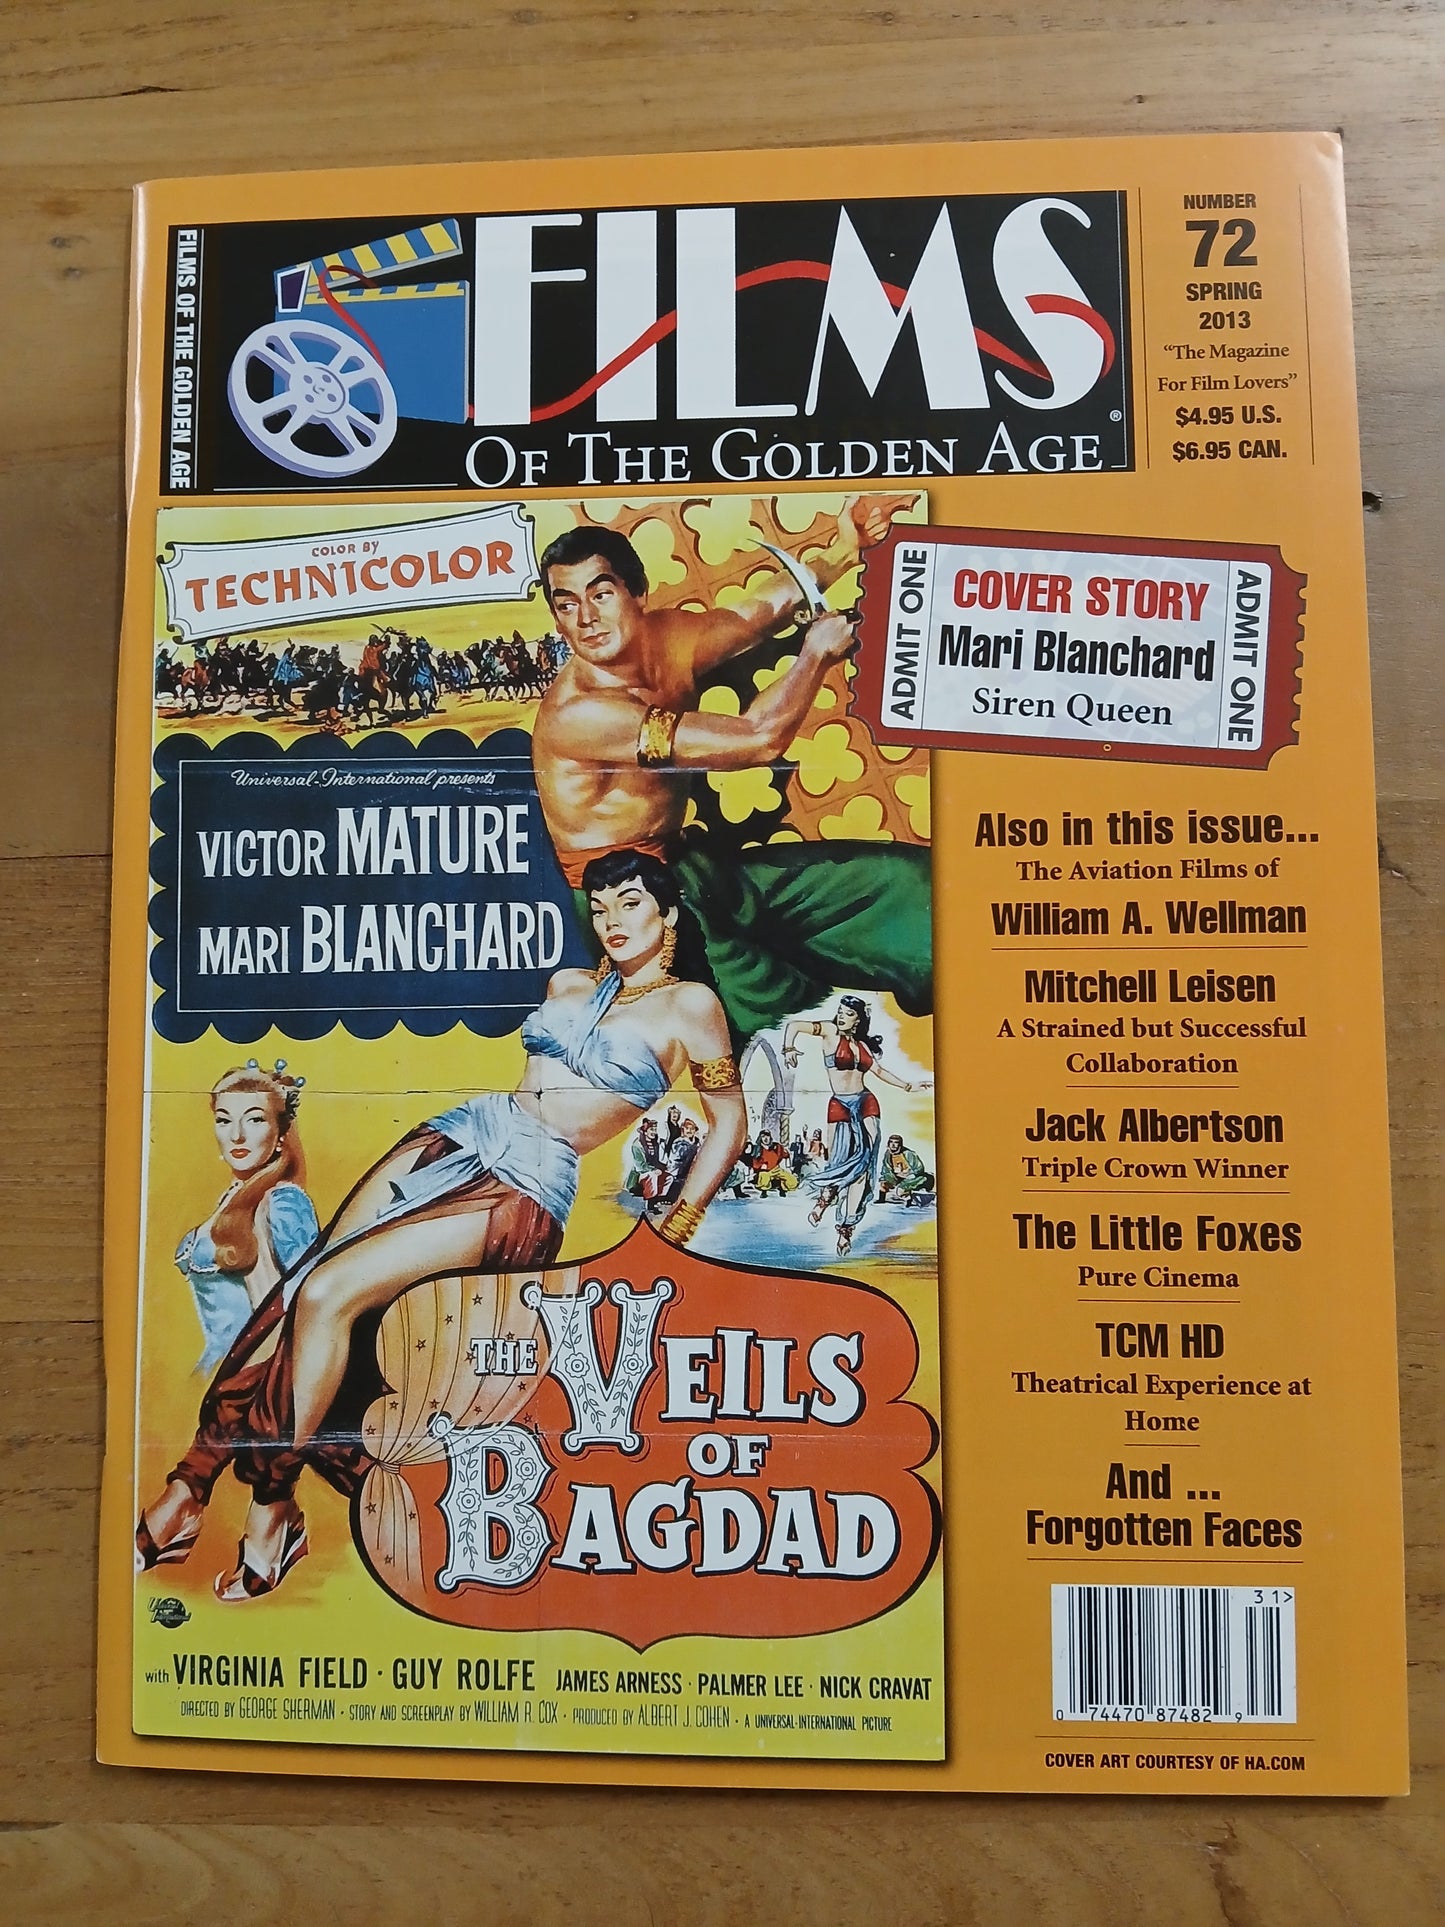 FILMS OF THE GOLDEN AGE
FILMS
OF THE GOLDEN AGE
®
NUMBER
72
SPRING
2013
"The Magazine
For Film Lovers"
$4.95 U.S.
$6.95 CAN.
COLOR BY
TECHNICOLOR
ADMIT ONE
COVER STORY
Mari Blanchard
Siren Queen
ADMIT ONE
Universal-International presents
VICTOR MATURE
MARI BLANCHARD
THE VEILS
OF
BAGDAD
Universal
International
with VIRGINIA FIELD · GUY ROLFE JAMES ARNESS · PALMER LEE · NICK CRAVAT
DIRECTED BY GEORGE SHERMAN · STORY AND SCREENPLAY BY WILLIAM R. COX · PRODUCED BY ALBERT J. COHEN · A UNIVERSAL-INTERNATIONAL PICTURE
Also in this issue...
The Aviation Films of
William A. Wellman
Mitchell Leisen
A Strained but Successful
Collaboration
Jack Albertson
Triple Crown Winner
The Little Foxes
Pure Cinema
TCM HD
Theatrical Experience at
Home
And ...
Forgotten Faces
31>
0 74470 87482 9
COVER ART COURTESY OF HA.COM